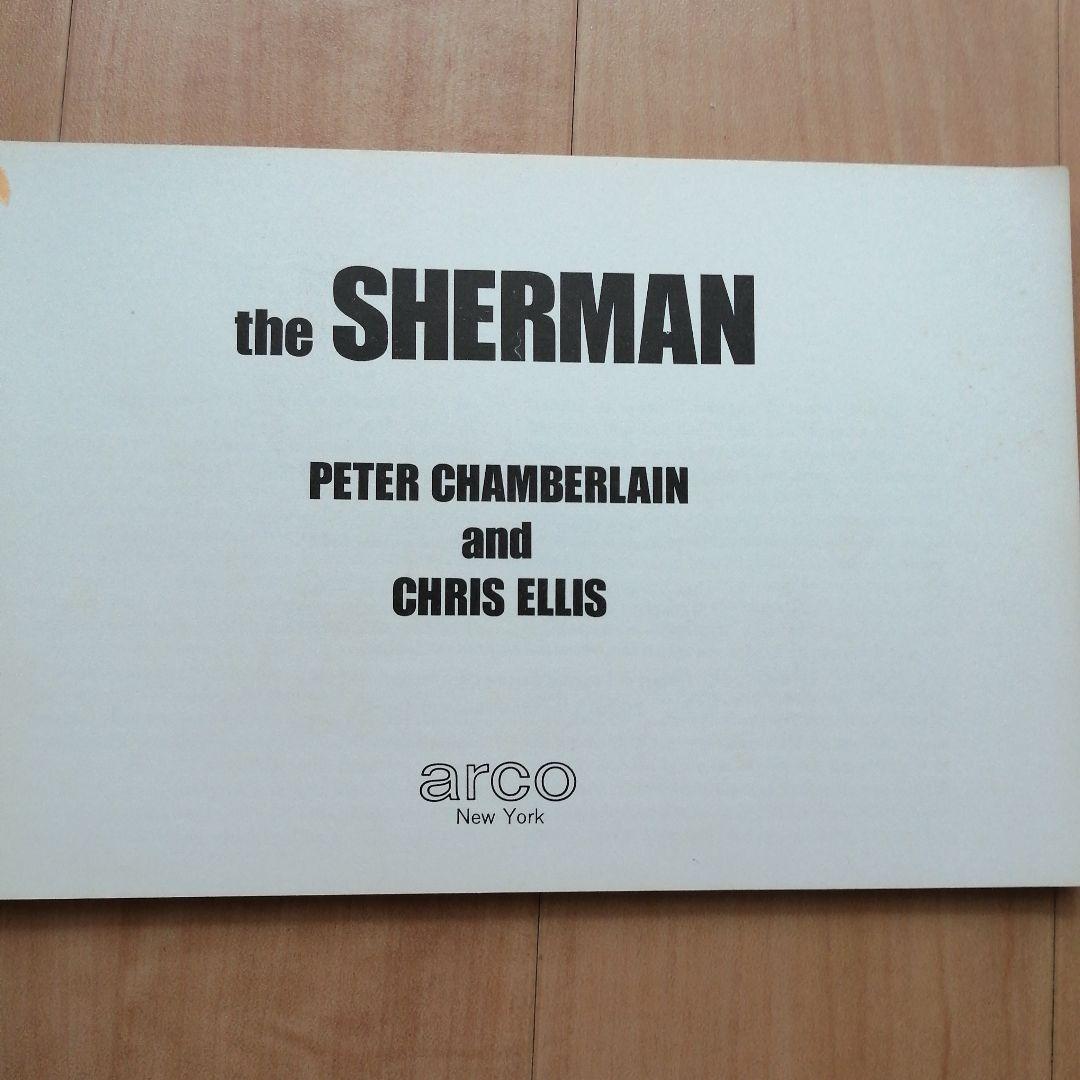 the SHERMAN
PETER CHAMBERLAIN
and
CHRIS ELLIS
arco
New York